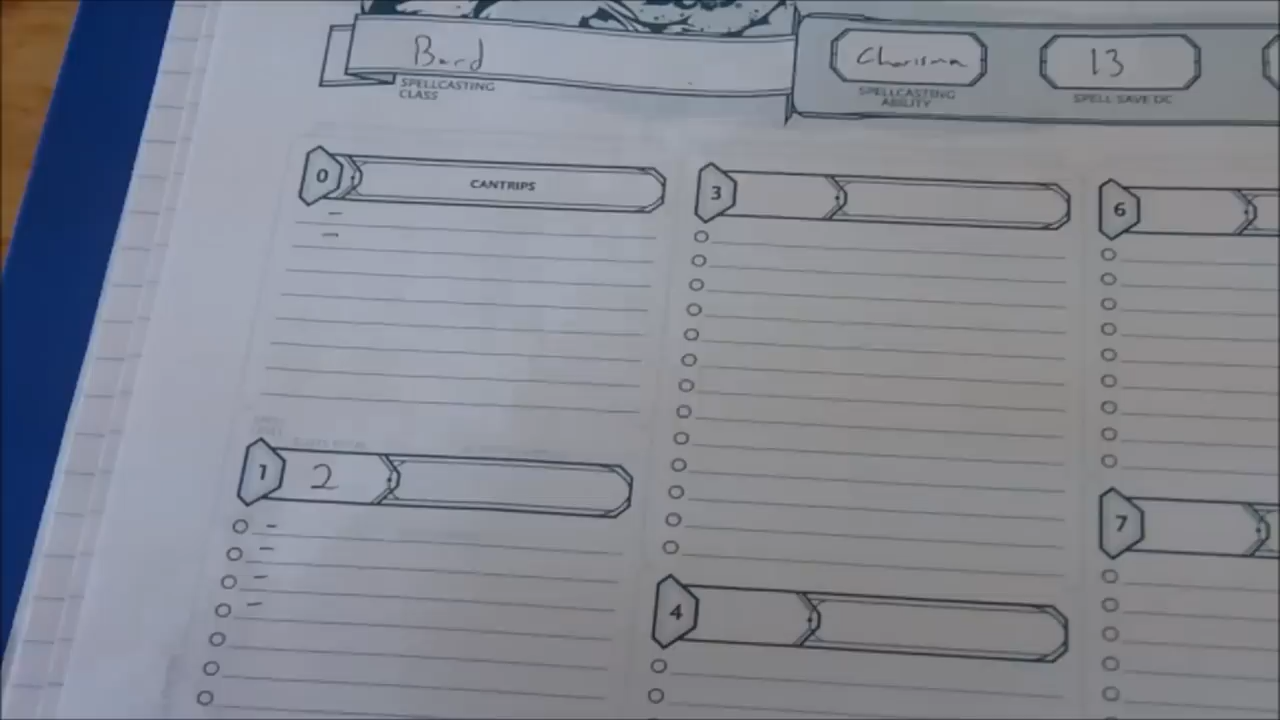 Bard
SPELLCASTING
CLASS
Charisma
SPELLCASTING
ABILITY
13
SPELL SAVE DC
0 CANTRIPS
-
-
1 2
-
-
-
-
3
4
6
7